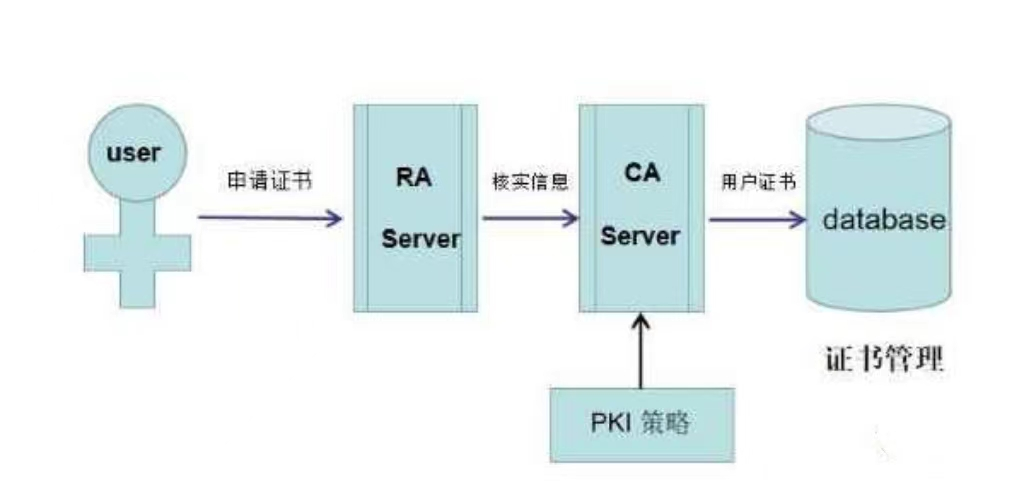 user
申请证书
RA
Server
核实信息
CA
Server
用户证书
database
证书管理
PKI 策略